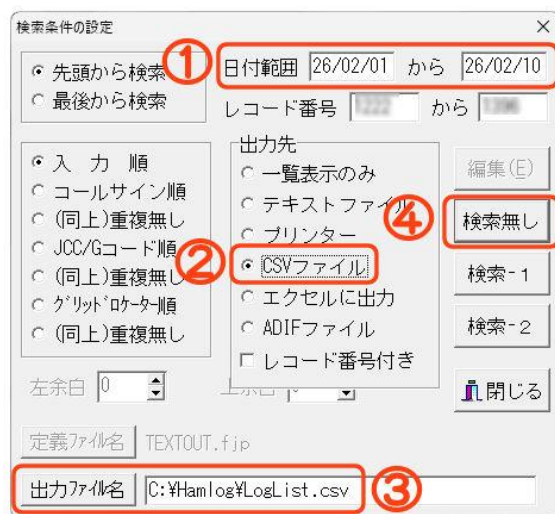 検索条件の設定 ×
① 日付範囲 26/02/01 から 26/02/10
先頭から検索
最後から検索
レコード番号 から
入 力 順
コールサイン順
(同上)重複無し
JCC/Gコード順
(同上)重複無し
グリッドロケーター順
(同上)重複無し
出力先
一覧表示のみ
テキストファイル
プリンター
② CSVファイル
エクセルに出力
ADIFファイル
レコード番号付き
編集(E)
④ 検索無し
検索-1
検索-2
閉じる
左余白 0
定義ファイル名 TEXTOUT.fjp
出力ファイル名 C:¥Hamlog¥LogList.csv ③